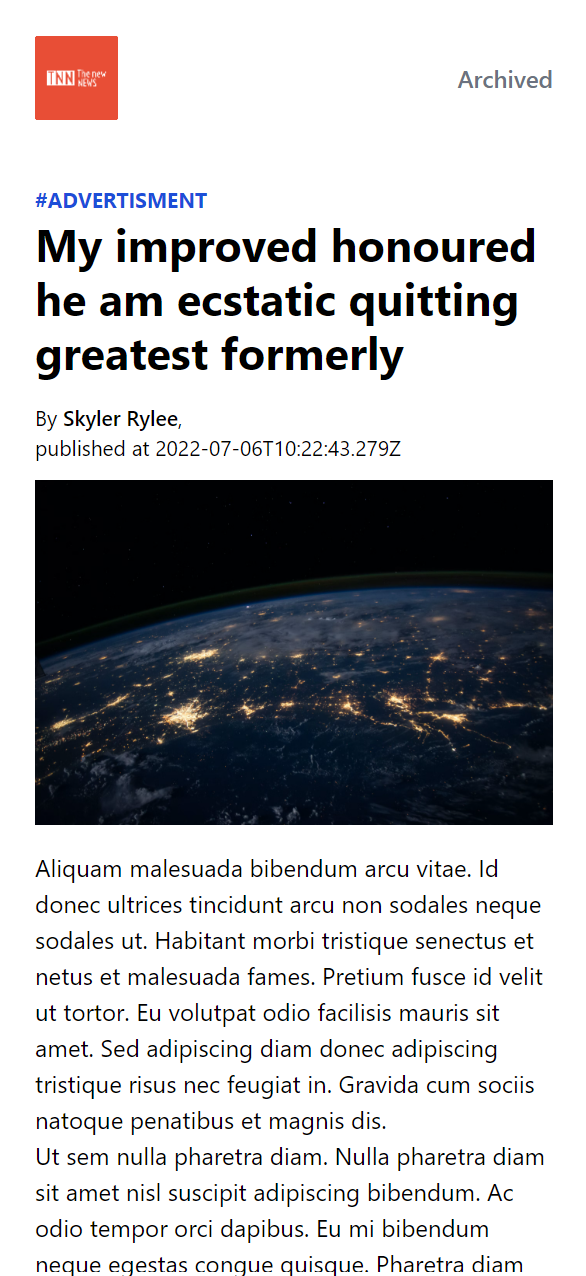 TNN The new
NEWS
Archived
#ADVERTISMENT
My improved honoured
he am ecstatic quitting
greatest formerly
By Skyler Rylee,
published at 2022-07-06T10:22:43.279Z
Aliquam malesuada bibendum arcu vitae. Id
donec ultrices tincidunt arcu non sodales neque
sodales ut. Habitant morbi tristique senectus et
netus et malesuada fames. Pretium fusce id velit
ut tortor. Eu volutpat odio facilisis mauris sit
amet. Sed adipiscing diam donec adipiscing
tristique risus nec feugiat in. Gravida cum sociis
natoque penatibus et magnis dis.
Ut sem nulla pharetra diam. Nulla pharetra diam
sit amet nisl suscipit adipiscing bibendum. Ac
odio tempor orci dapibus. Eu mi bibendum
neque egestas congue quisque. Pharetra diam